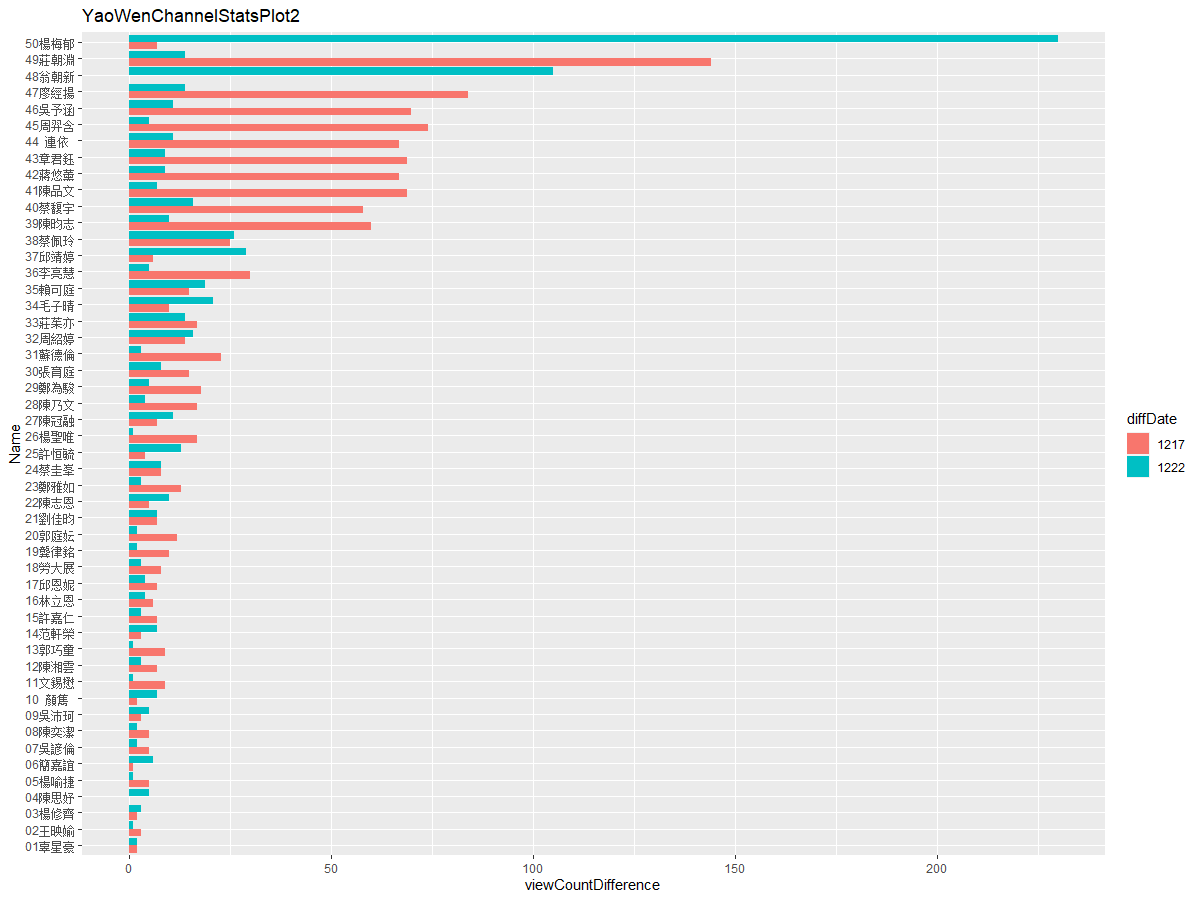 YaoWenChannelStatsPlot2
Name
50楊梅郁
49莊朝淵
48翁朝新
47廖經揚
46吳予涵
45周羿含
44 連依
43章君鈺
42蔣悠薰
41陳品文
40蔡馥宇
39陳昀志
38蔡佩玲
37邱靖婷
36李亮慧
35賴可庭
34毛子晴
33莊茱亦
32周紹婷
31蘇德倫
30張育庭
29鄭為駿
28陳乃文
27陳冠融
26楊聖唯
25許恒毓
24蔡圭峯
23鄭雅如
22陳志恩
21劉佳昀
20郭庭妘
19龔律銘
18勞大展
17邱恩妮
16林立恩
15許嘉仁
14范軒榮
13郭巧童
12陳湘雲
11文錫懋
10 顏雋
09吳沛珂
08陳奕潔
07吳諺倫
06簡嘉誼
05楊喻捷
04陳思妤
03楊修齊
02王映媮
01辜星豪
0 50 100 150 200
viewCountDifference
diffDate
1217
1222